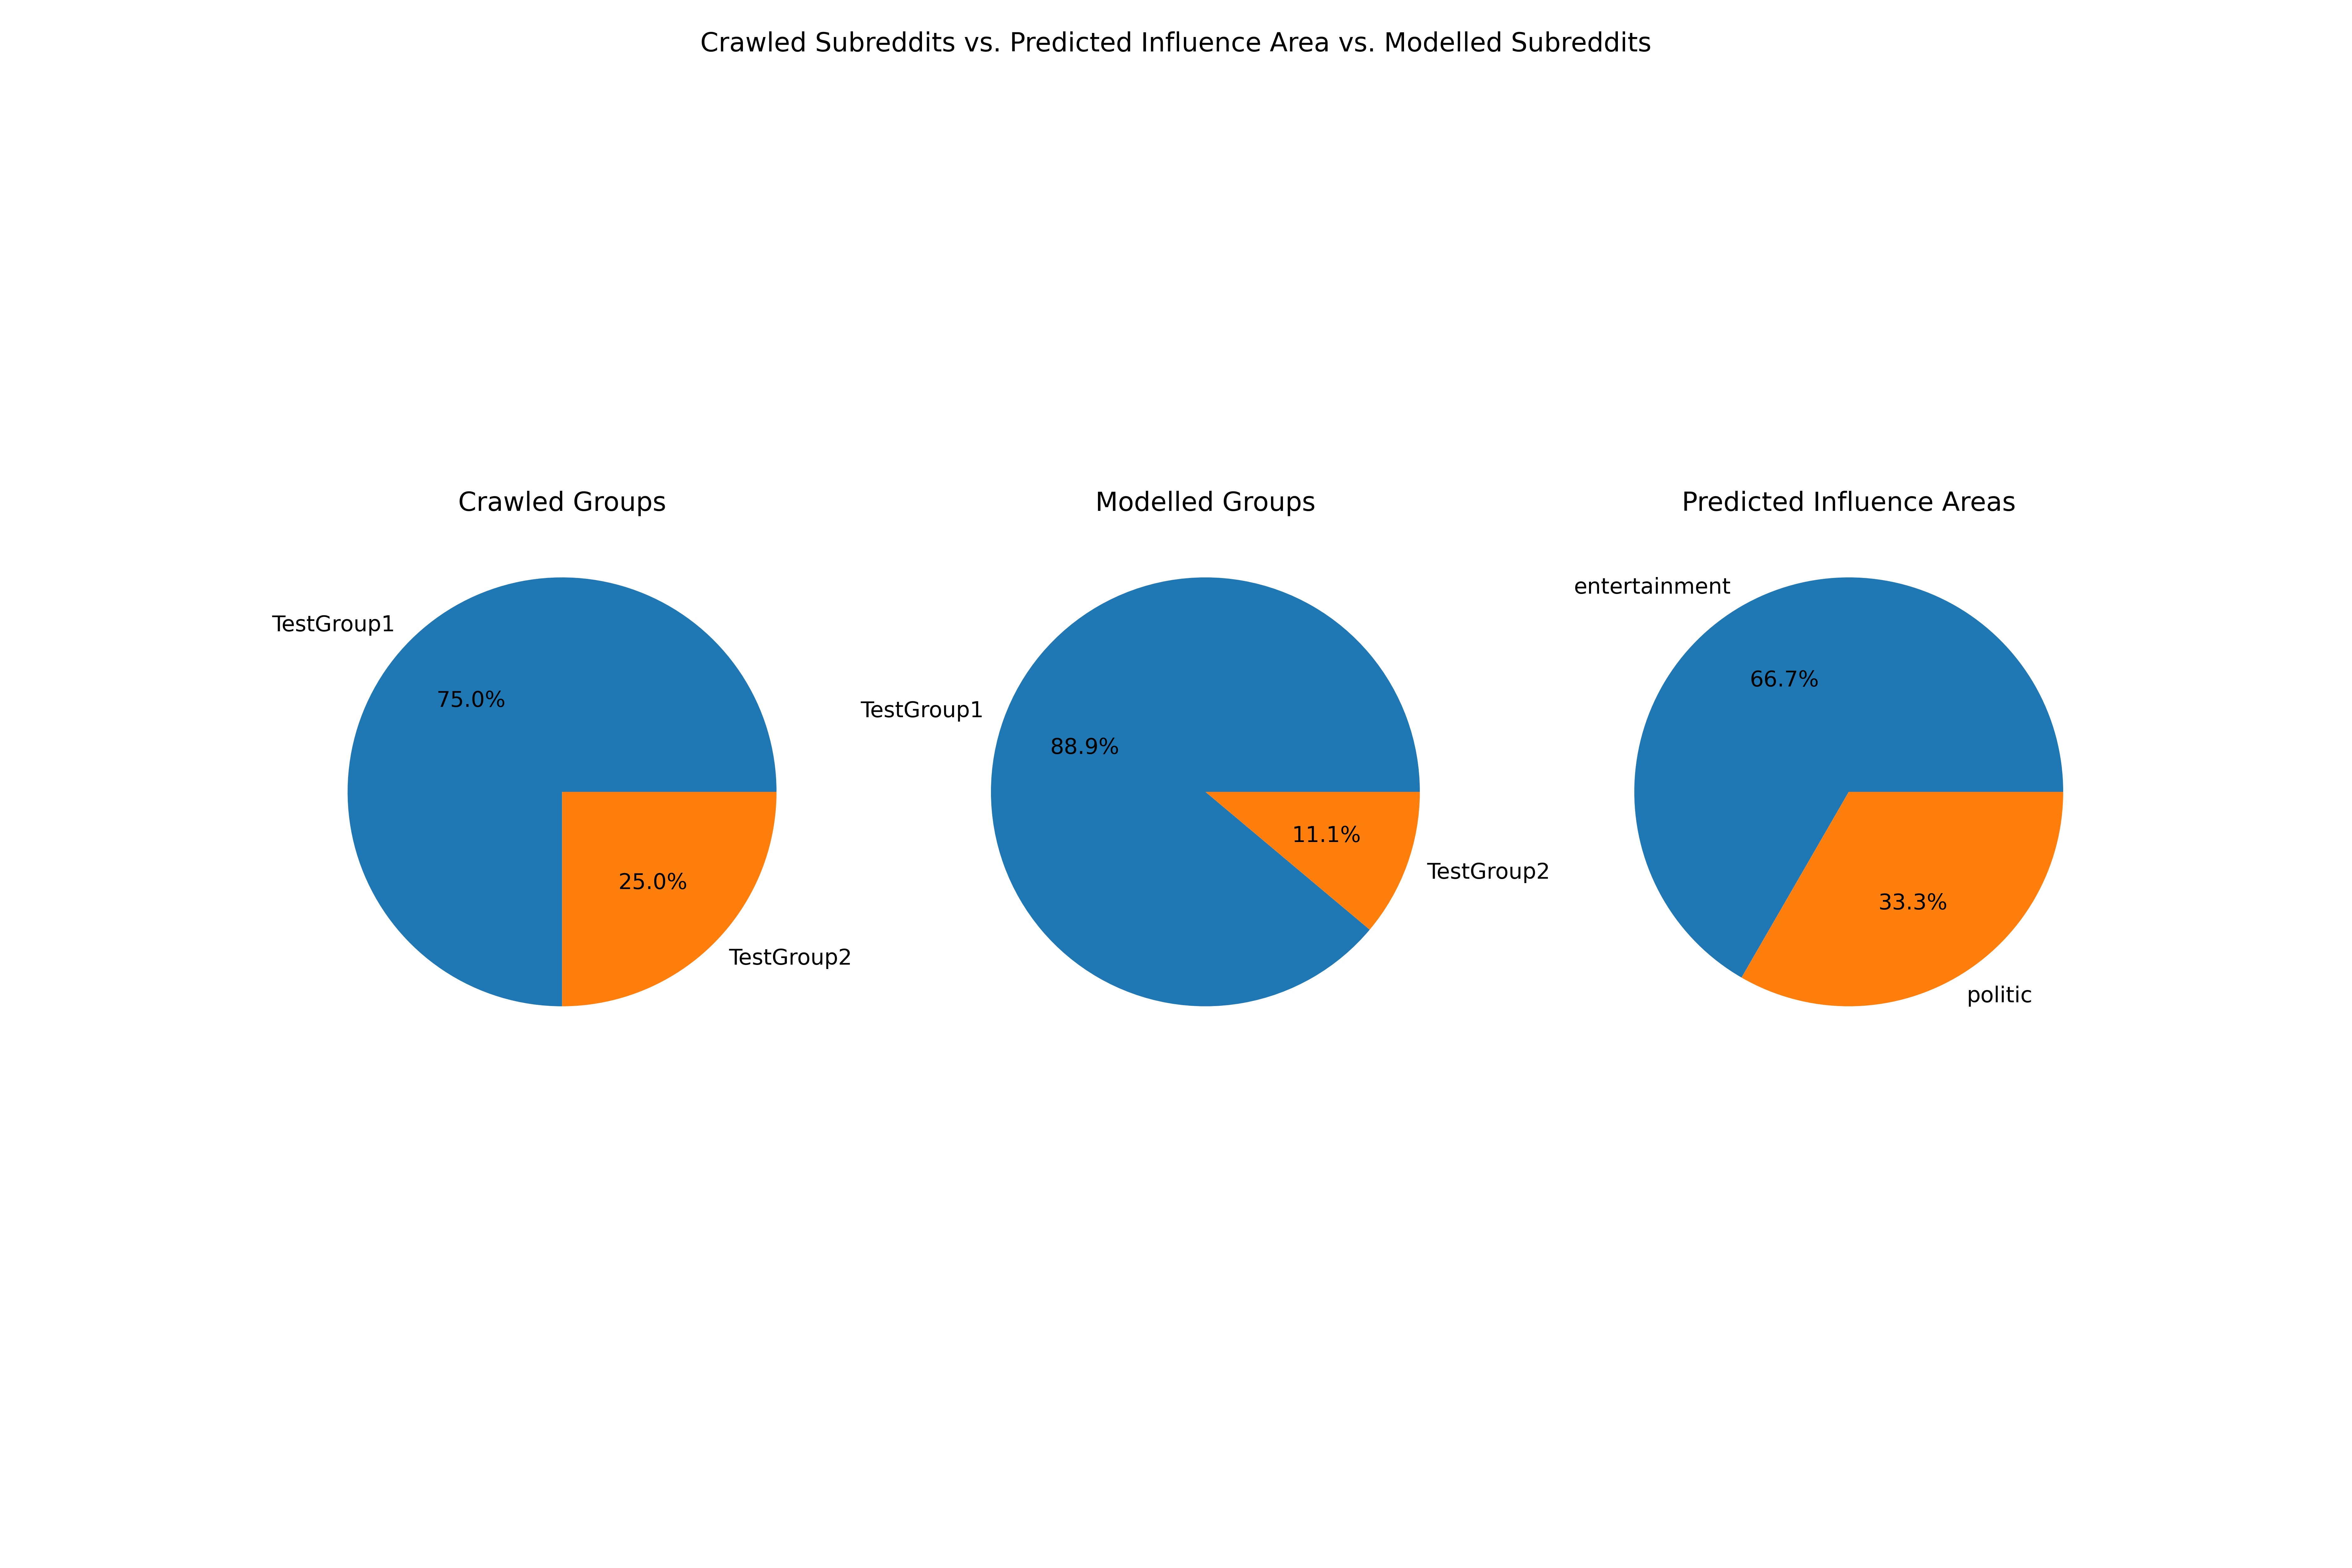 Crawled Subreddits vs. Predicted Influence Area vs. Modelled Subreddits
Crawled Groups
TestGroup1
75.0%
25.0%
TestGroup2
Modelled Groups
TestGroup1
88.9%
11.1%
TestGroup2
Predicted Influence Areas
entertainment
66.7%
33.3%
politic